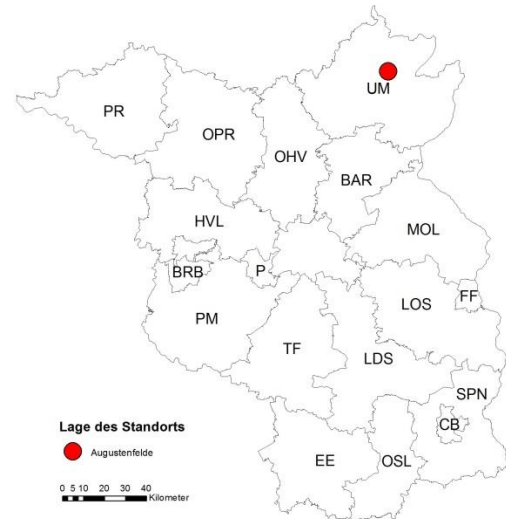 UM
PR
OPR
OHV
BAR
HVL
MOL
BRB
P
FF
LOS
PM
TF
LDS
SPN
CB
EE
OSL
Lage des Standorts
Augustenfelde
0 5 10 20 30 40
Kilometer